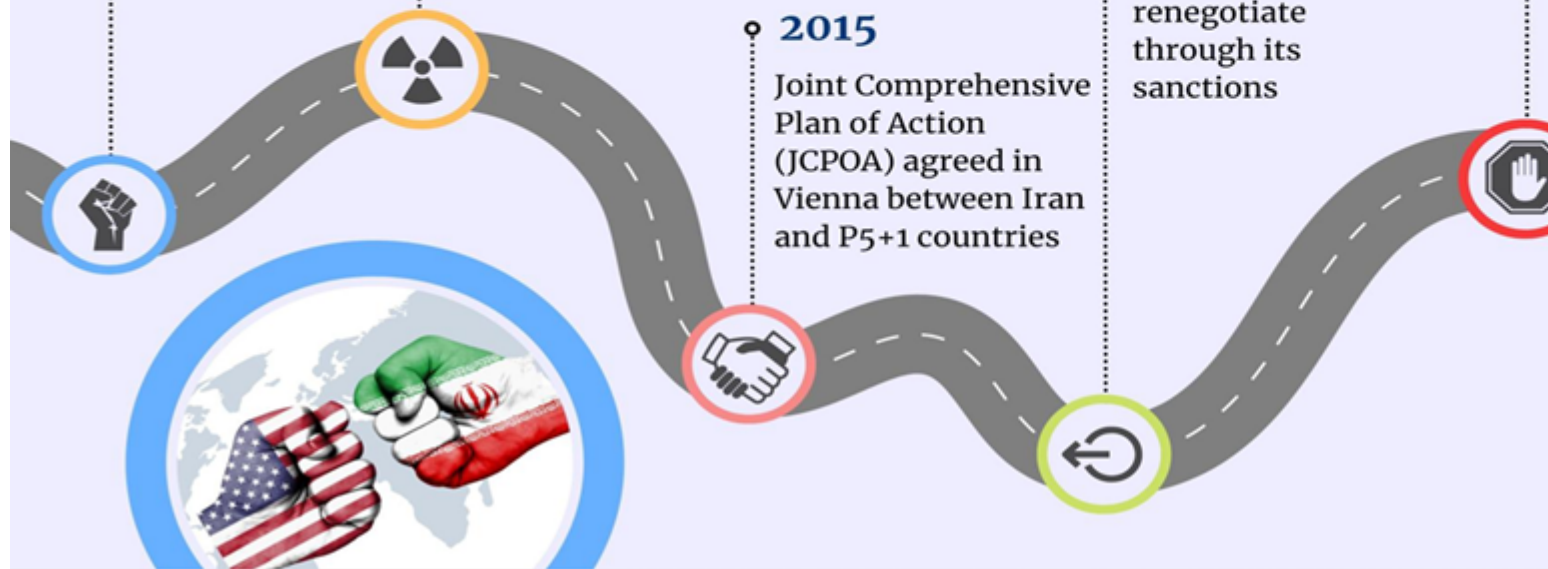 2015
Joint Comprehensive
Plan of Action
(JCPOA) agreed in
Vienna between Iran
and P5+1 countries
renegotiate
through its
sanctions